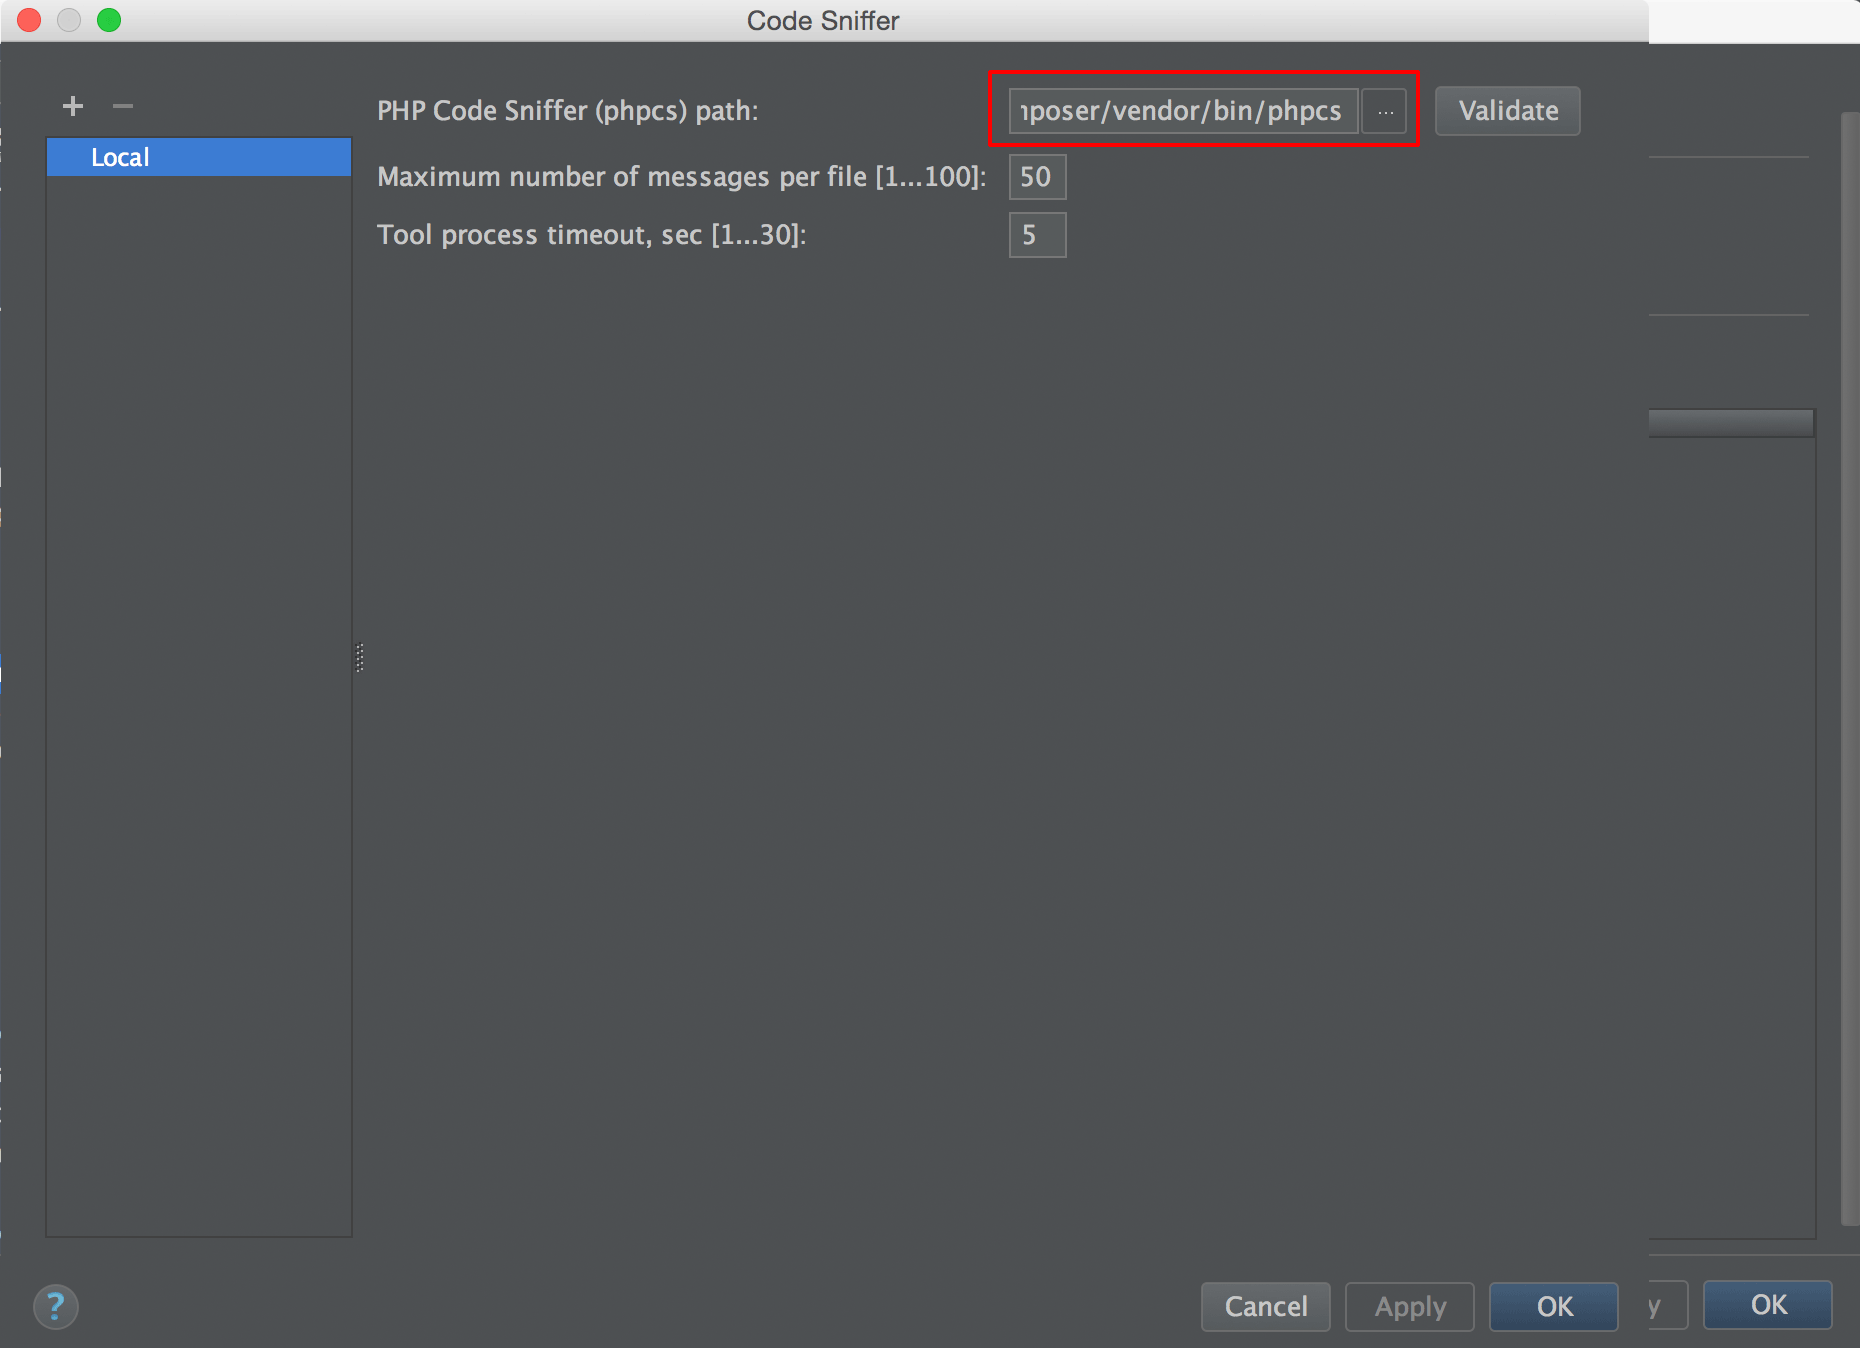 Code Sniffer
PHP Code Sniffer (phpcs) path:
mposer/vendor/bin/phpcs
...
Validate
Local
Maximum number of messages per file [1...100]:
50
Tool process timeout, sec [1...30]:
5
?
Cancel
Apply
OK
y
OK